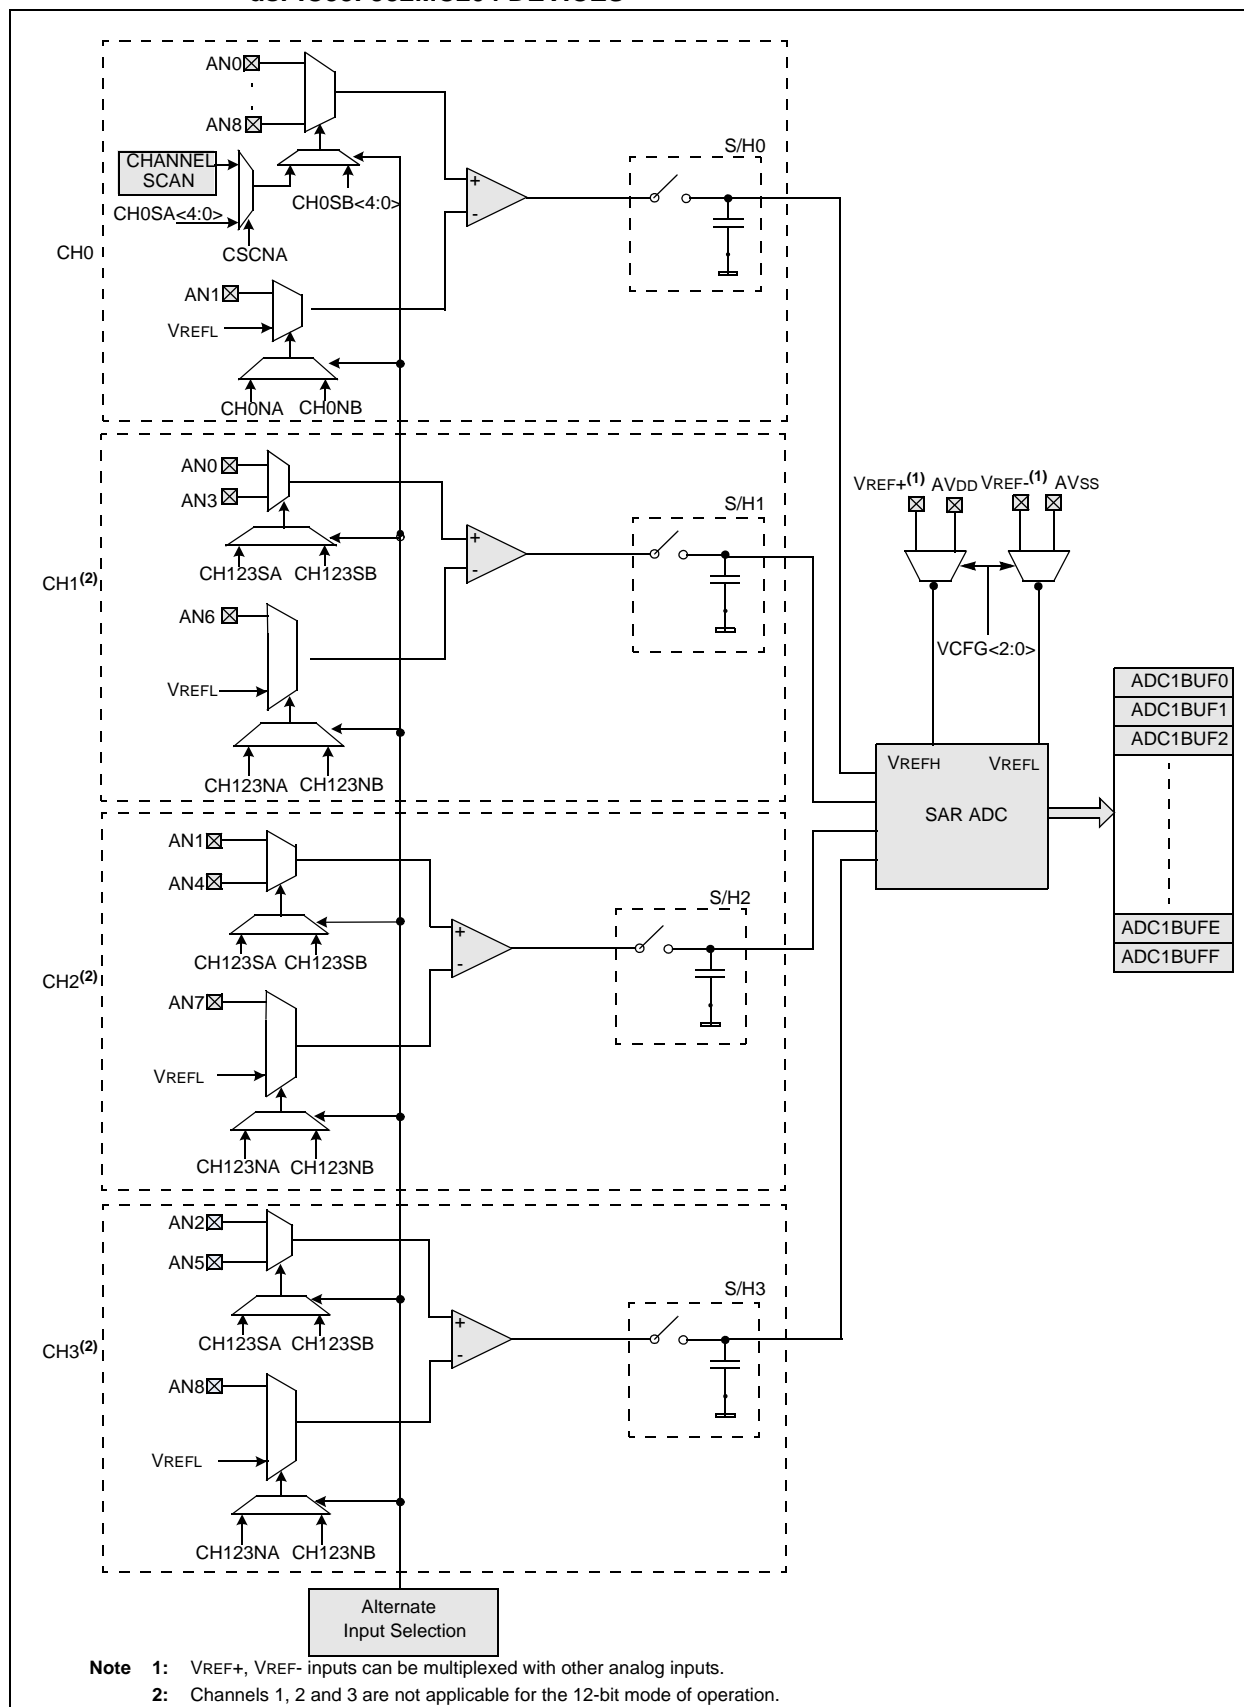 AN0
AN8
CHANNEL
SCAN
CH0SA<4:0>
CH0SB<4:0>
CSCNA
CH0
AN1
VREFL
CH0NA CH0NB
S/H0
+
-
AN0
AN3
CH123SA CH123SB
CH1(2)
AN6
VREFL
CH123NA CH123NB
S/H1
+
-
VREF+(1) AVDD VREF-(1) AVSS
VCFG<2:0>
VREFH VREFL
SAR ADC
ADC1BUF0
ADC1BUF1
ADC1BUF2
ADC1BUFE
ADC1BUFF
AN1
AN4
CH123SA CH123SB
CH2(2)
AN7
VREFL
CH123NA CH123NB
S/H2
+
-
AN2
AN5
CH123SA CH123SB
CH3(2)
AN8
VREFL
CH123NA CH123NB
S/H3
+
-
Alternate
Input Selection
Note 1: VREF+, VREF- inputs can be multiplexed with other analog inputs.
2: Channels 1, 2 and 3 are not applicable for the 12-bit mode of operation.